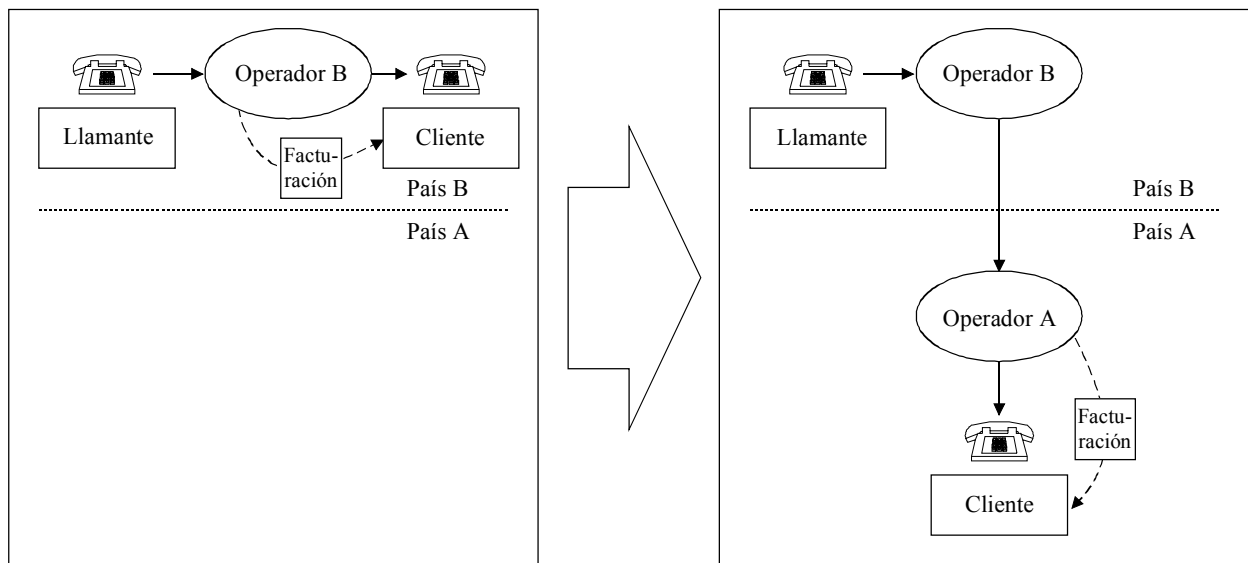 Operador B
Llamante
Cliente
Factu-
ración
País B
País A
Operador B
Llamante
País B
País A
Operador A
Factu-
ración
Cliente